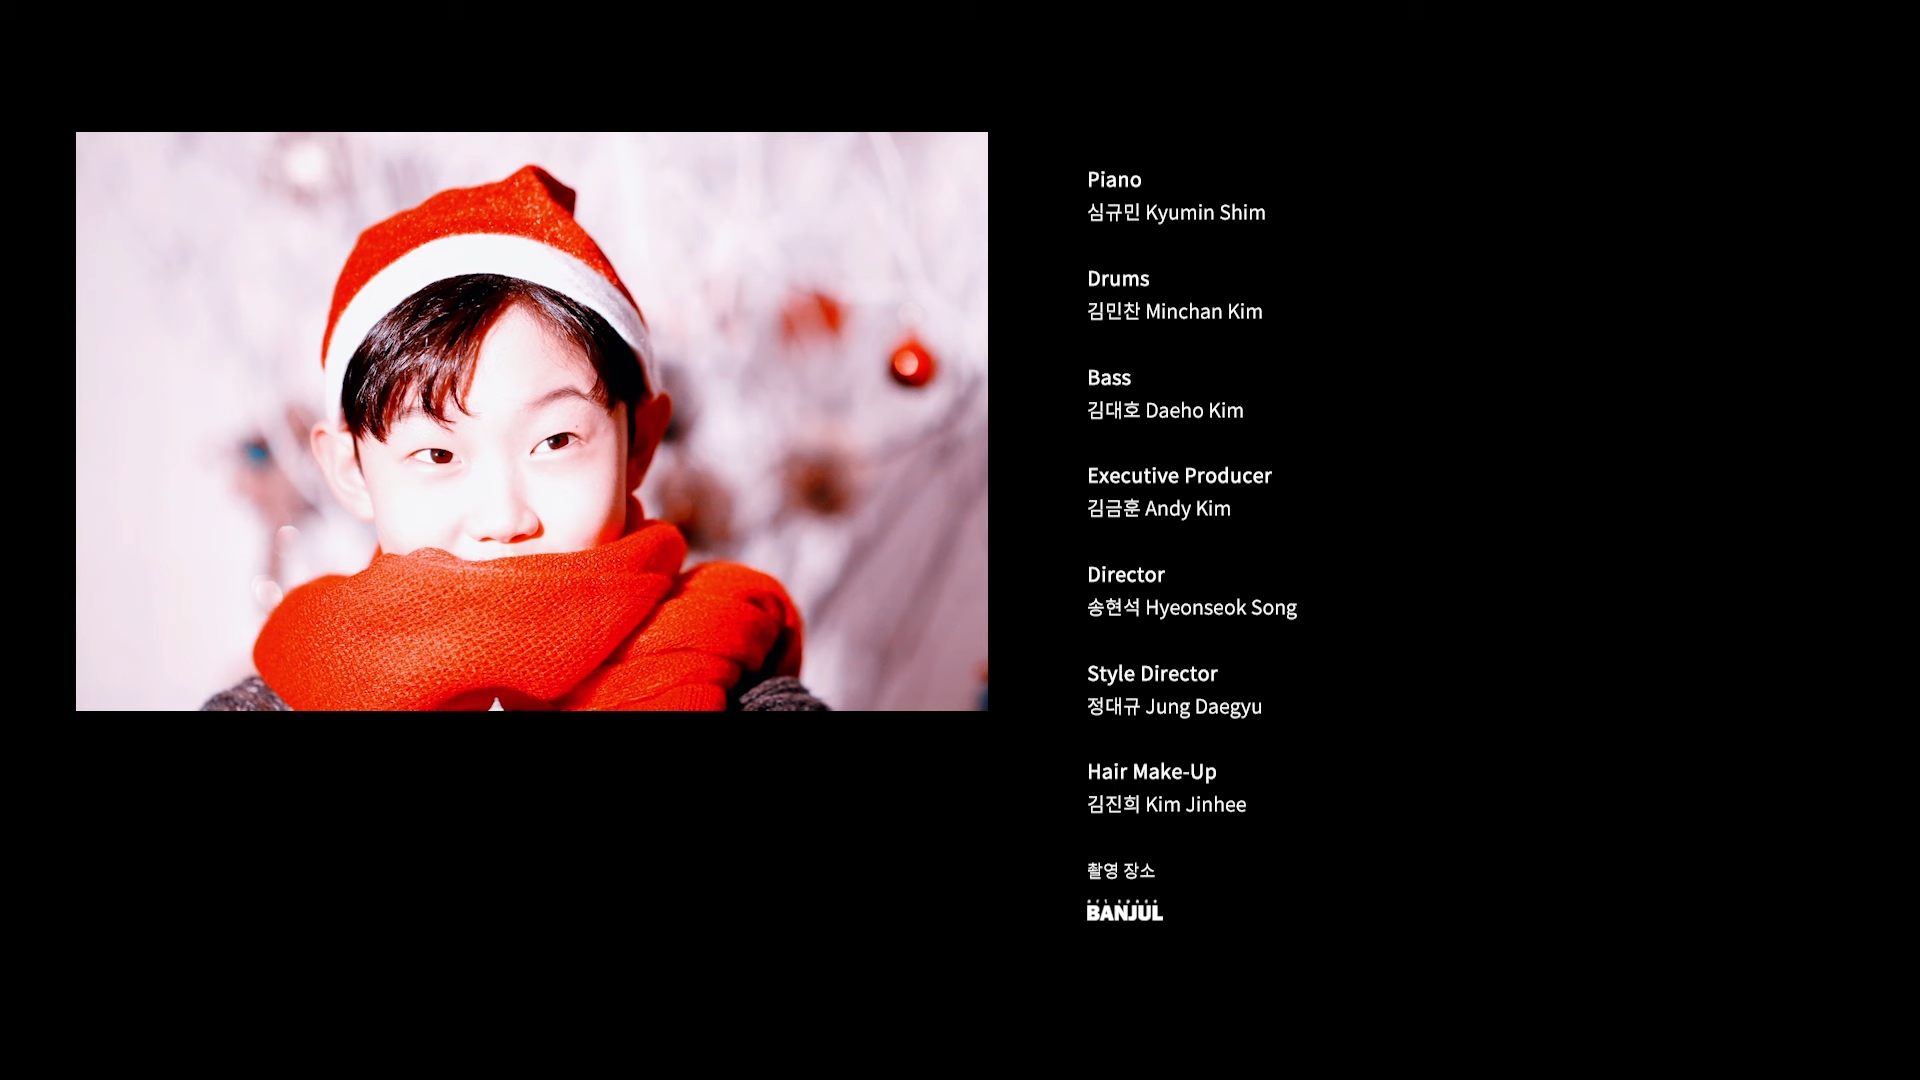 Piano
심규민 Kyumin Shim
Drums
김민찬 Minchan Kim
Bass
김대호 Daeho Kim
Executive Producer
김금훈 Andy Kim
Director
송현석 Hyeonseok Song
Style Director
정대규 Jung Daegyu
Hair Make-Up
김진희 Kim Jinhee
촬영 장소
art space
BANJUL